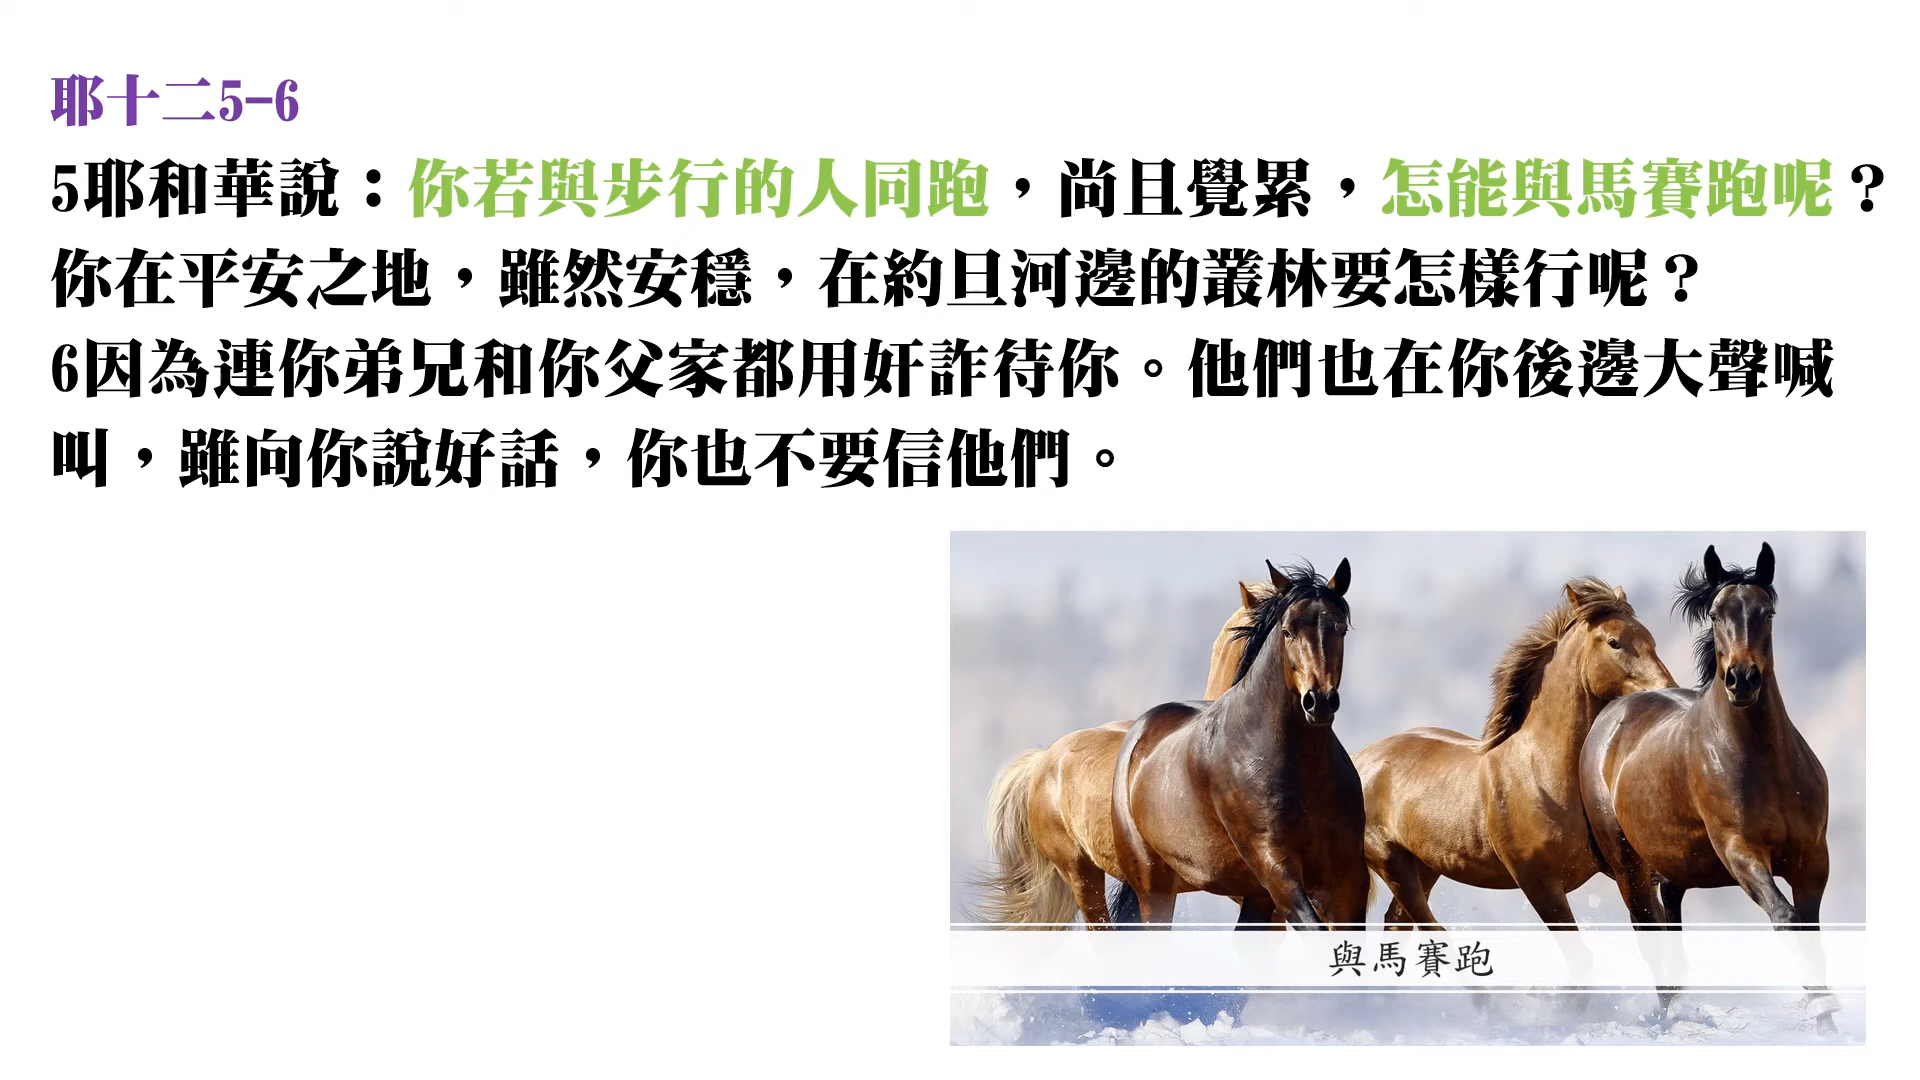 耶十二5-6
5耶和華說：你若與步行的人同跑，尚且覺累，怎能與馬賽跑呢？
你在平安之地，雖然安穩，在約旦河邊的叢林要怎樣行呢？
6因為連你弟兄和你父家都用奸詐待你。他們也在你後邊大聲喊
叫，雖向你說好話，你也不要信他們。
與馬賽跑